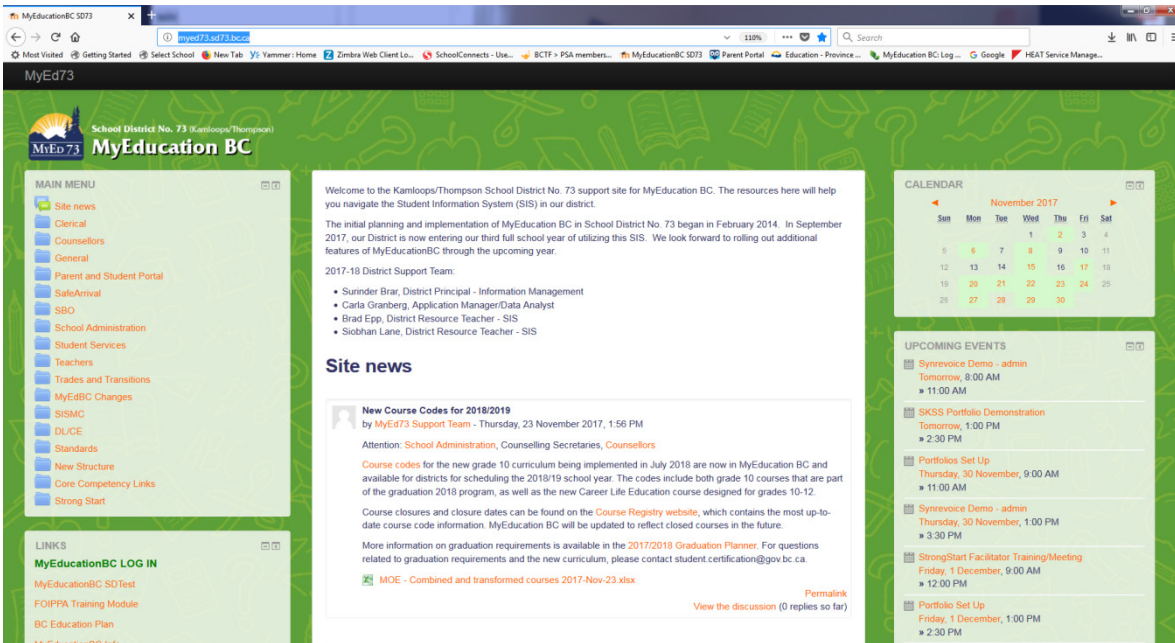 MyEducationBC SD73
myed73.sd73.bc.ca
110%
Search
Most Visited Getting Started Select School New Tab Yammer: Home Zimbra Web Client Lo... SchoolConnects - Use... BCTF > PSA members... MyEducationBC SD73 Parent Portal Education - Province ... MyEducation BC: Log ... Google HEAT Service Manage...
MyEd73
School District No. 73 (Kamloops/Thompson)
MYED 73 MyEducation BC
MAIN MENU
Site news
Clerical
Counsellors
General
Parent and Student Portal
SafeArrival
SBO
School Administration
Student Services
Teachers
Trades and Transitions
MyEdBC Changes
SISMC
DL/CE
Standards
New Structure
Core Competency Links
Strong Start
LINKS
MyEducationBC LOG IN
MyEducationBC SDTest
FOIPPA Training Module
BC Education Plan
Welcome to the Kamloops/Thompson School District No. 73 support site for MyEducation BC. The resources here will help
you navigate the Student Information System (SIS) in our district.
The initial planning and implementation of MyEducation BC in School District No. 73 began in February 2014. In September
2017, our District is now entering our third full school year of utilizing this SIS. We look forward to rolling out additional
features of MyEducationBC through the upcoming year.
2017-18 District Support Team:
• Surinder Brar, District Principal - Information Management
• Carla Granberg, Application Manager/Data Analyst
• Brad Epp, District Resource Teacher - SIS
• Siobhan Lane, District Resource Teacher - SIS
Site news
New Course Codes for 2018/2019
by MyEd73 Support Team - Thursday, 23 November 2017, 1:56 PM
Attention: School Administration, Counselling Secretaries, Counsellors
Course codes for the new grade 10 curriculum being implemented in July 2018 are now in MyEducation BC and
available for districts for scheduling the 2018/19 school year. The codes include both grade 10 courses that are part
of the graduation 2018 program, as well as the new Career Life Education course designed for grades 10-12.
Course closures and closure dates can be found on the Course Registry website, which contains the most up-to-
date course code information. MyEducation BC will be updated to reflect closed courses in the future.
More information on graduation requirements is available in the 2017/2018 Graduation Planner. For questions
related to graduation requirements and the new curriculum, please contact student.certification@gov.bc.ca.
MOE - Combined and transformed courses 2017-Nov-23.xlsx
Permalink
View the discussion (0 replies so far)
CALENDAR
November 2017
Sun Mon Tue Wed Thu Fri Sat
1 2 3 4
5 6 7 8 9 10 11
12 13 14 15 16 17 18
19 20 21 22 23 24 25
26 27 28 29 30
UPCOMING EVENTS
Synrevoice Demo - admin
Tomorrow, 8:00 AM
» 11:00 AM
SKSS Portfolio Demonstration
Tomorrow, 1:00 PM
» 2:30 PM
Portfolios Set Up
Thursday, 30 November, 9:00 AM
» 11:00 AM
Synrevoice Demo - admin
Thursday, 30 November, 1:00 PM
» 3:30 PM
StrongStart Facilitator Training/Meeting
Friday, 1 December, 9:00 AM
» 12:00 PM
Portfolio Set Up
Friday, 1 December, 1:00 PM
» 2:30 PM